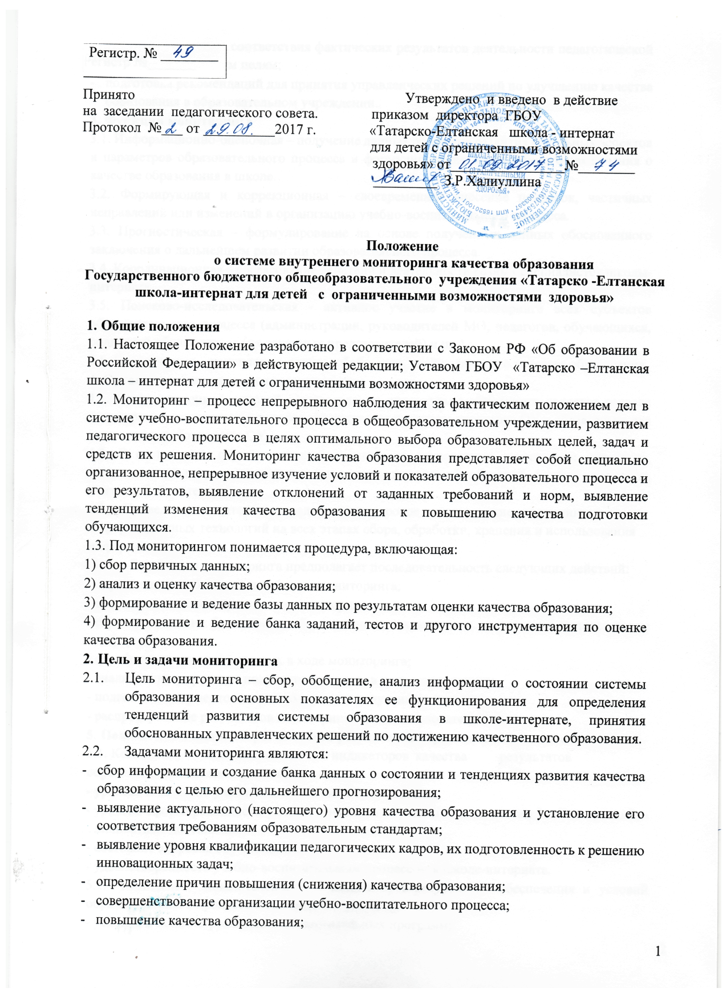 Регистр. № 49
Принято
на заседании педагогического совета.
Протокол № 2 от 29.08. 2017 г.
Утверждено и введено в действие
приказом директора ГБОУ
«Татарско-Елтанская школа - интернат
для детей с ограниченными возможностями
здоровья» от 01.09.2017 № 74
З.Р.Халиуллина
Положение
о системе внутреннего мониторинга качества образования
Государственного бюджетного общеобразовательного учреждения «Татарско -Елтанская
школа-интернат для детей с ограниченными возможностями здоровья»
1. Общие положения
1.1. Настоящее Положение разработано в соответствии с Законом РФ «Об образовании в
Российской Федерации» в действующей редакции; Уставом ГБОУ «Татарско –Елтанская
школа – интернат для детей с ограниченными возможностями здоровья»
1.2. Мониторинг – процесс непрерывного наблюдения за фактическим положением дел в
системе учебно-воспитательного процесса в общеобразовательном учреждении, развитием
педагогического процесса в целях оптимального выбора образовательных целей, задач и
средств их решения. Мониторинг качества образования представляет собой специально
организованное, непрерывное изучение условий и показателей образовательного процесса и
его результатов, выявление отклонений от заданных требований и норм, выявление
тенденций изменения качества образования к повышению качества подготовки
обучающихся.
1.3. Под мониторингом понимается процедура, включающая:
1) сбор первичных данных;
2) анализ и оценку качества образования;
3) формирование и ведение базы данных по результатам оценки качества образования;
4) формирование и ведение банка заданий, тестов и другого инструментария по оценке
качества образования.
2. Цель и задачи мониторинга
2.1. Цель мониторинга – сбор, обобщение, анализ информации о состоянии системы
образования и основных показателях ее функционирования для определения
тенденций развития системы образования в школе-интернате, принятия
обоснованных управленческих решений по достижению качественного образования.
2.2. Задачами мониторинга являются:
- сбор информации и создание банка данных о состоянии и тенденциях развития качества
образования с целью его дальнейшего прогнозирования;
- выявление актуального (настоящего) уровня качества образования и установление его
соответствия требованиям образовательным стандартам;
- выявление уровня квалификации педагогических кадров, их подготовленность к решению
инновационных задач;
- определение причин повышения (снижения) качества образования;
- совершенствование организации учебно-воспитательного процесса;
- повышение качества образования;
1